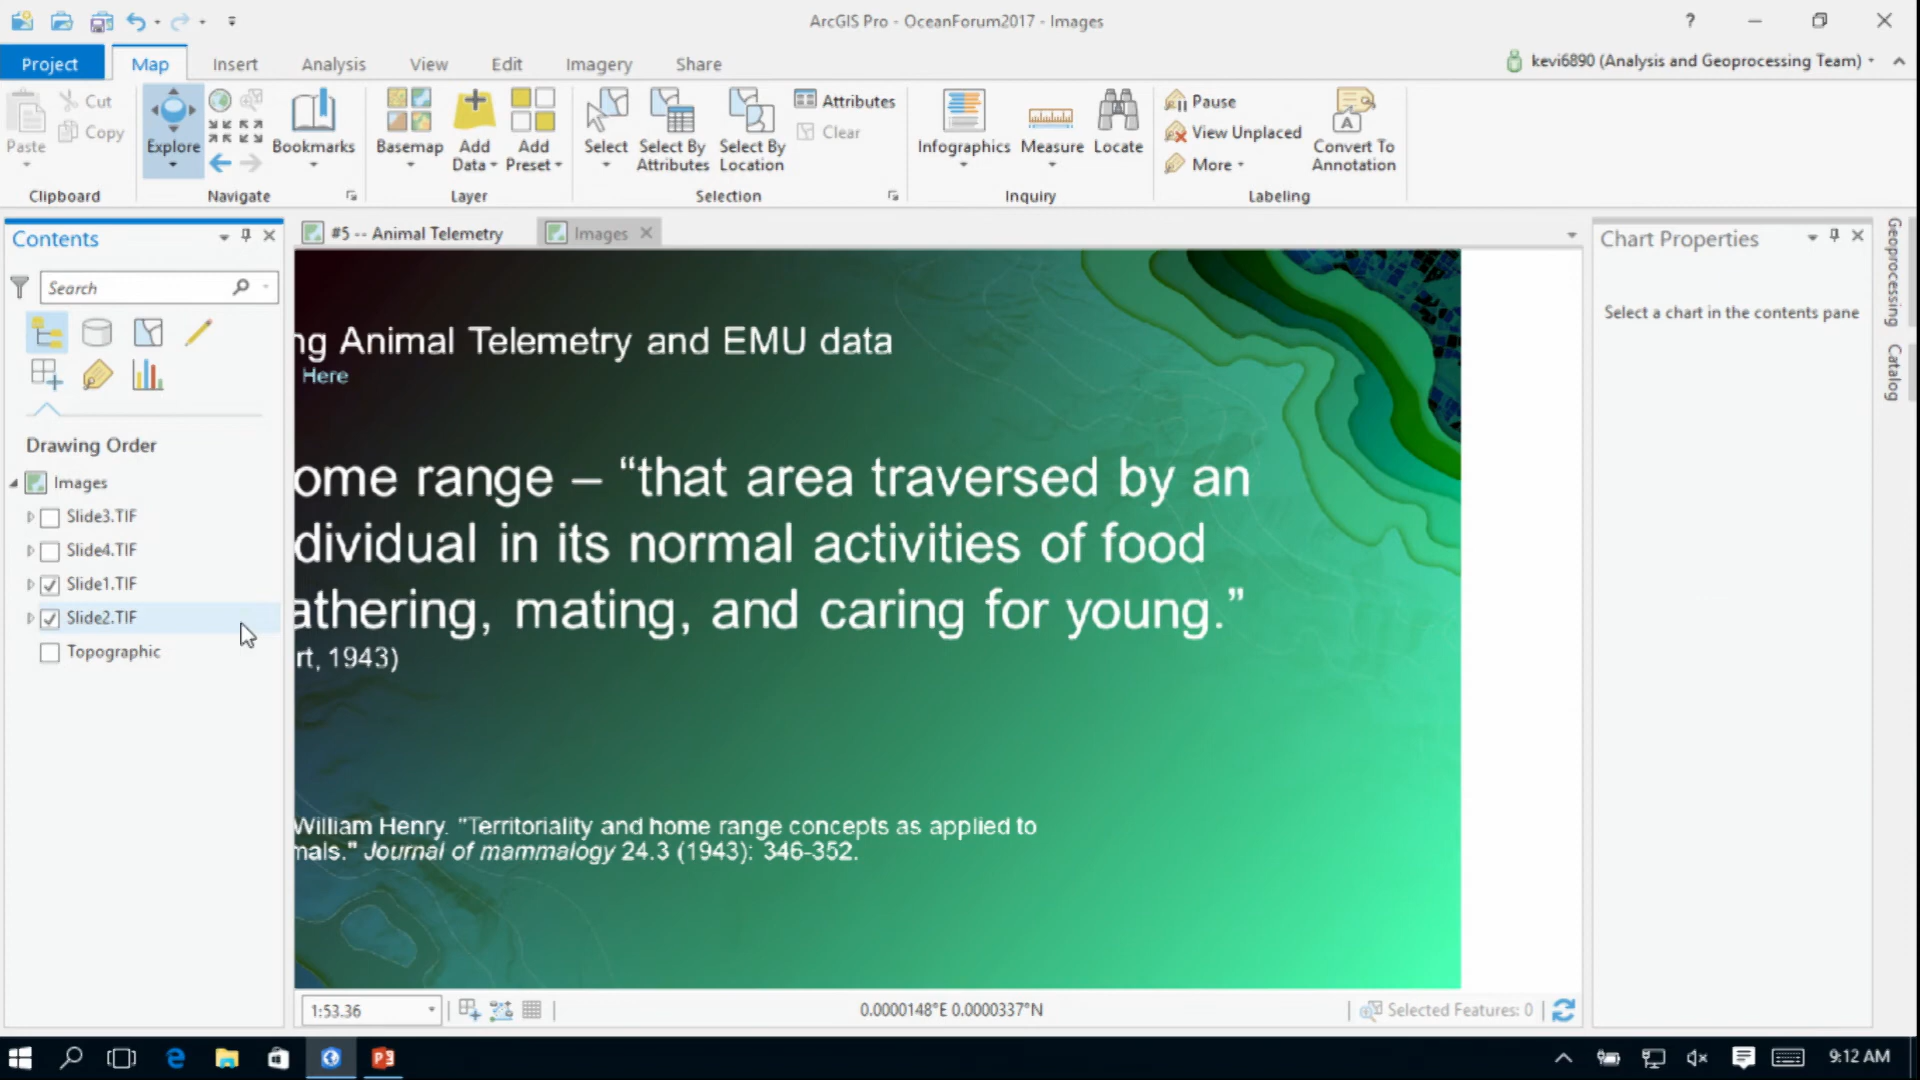 ArcGIS Pro - OceanForum2017 - Images
?
Project
Map
Insert
Analysis
View
Edit
Imagery
Share
kevi6890 (Analysis and Geoprocessing Team)
Paste
Cut
Copy
Clipboard
Explore
Bookmarks
Navigate
Basemap
Add Data
Add Preset
Layer
Select
Select By Attributes
Select By Location
Attributes
Clear
Selection
Infographics
Measure
Locate
Inquiry
Pause
View Unplaced
More
Convert To Annotation
Labeling
Contents
Search
Drawing Order
Images
Slide3.TIF
Slide4.TIF
Slide1.TIF
Slide2.TIF
Topographic
#5 -- Animal Telemetry
Images
ng Animal Telemetry and EMU data
Here
ome range – “that area traversed by an
dividual in its normal activities of food
athering, mating, and caring for young.”
rt, 1943)
William Henry. "Territoriality and home range concepts as applied to
mals." Journal of mammalogy 24.3 (1943): 346-352.
1:53.36
0.0000148°E 0.0000337°N
Selected Features: 0
Chart Properties
Select a chart in the contents pane
Geoprocessing
Catalog
9:12 AM